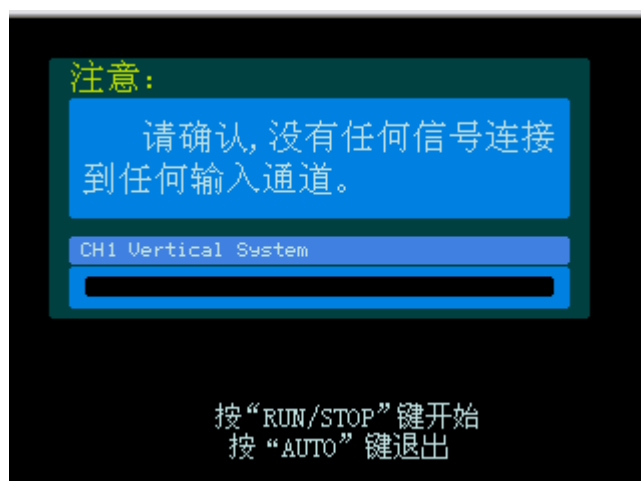 注意：
请确认,没有任何信号连接
到任何输入通道。
CH1 Vertical System
按“RUN/STOP”键开始
按 “AUTO” 键退出